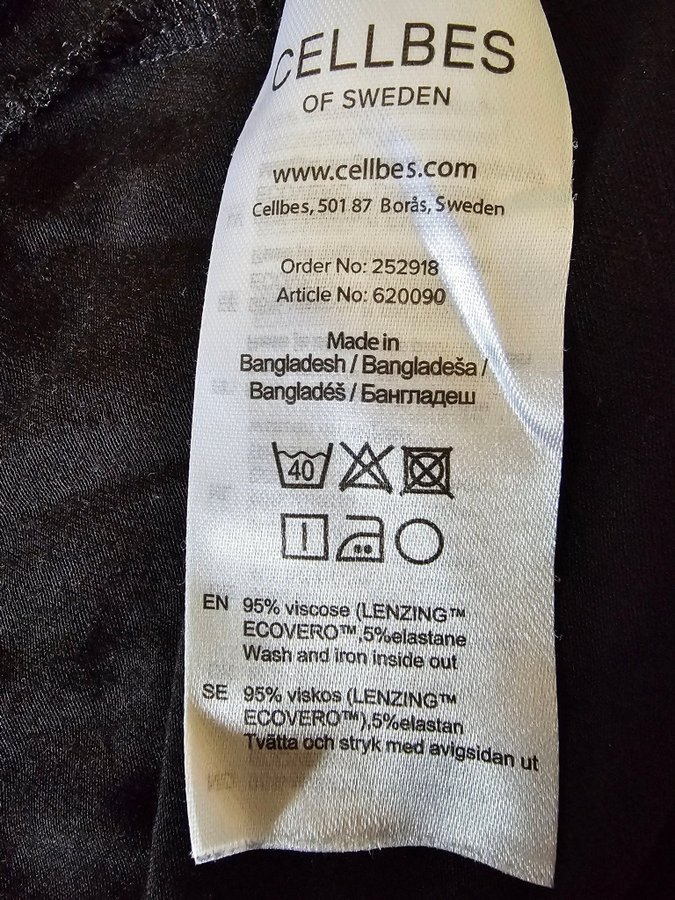 CELLBES
OF SWEDEN
www.cellbes.com
Cellbes, 501 87 Borås, Sweden
Order No: 252918
Article No: 620090
Made in
Bangladesh / Bangladeša /
Bangladéš / Бангладеш
40
EN 95% viscose (LENZING™
ECOVERO™,5%elastane
Wash and iron inside out
SE 95% viskos (LENZING™
ECOVERO™),5%elastan
Tvätta och stryk med avigsidan ut